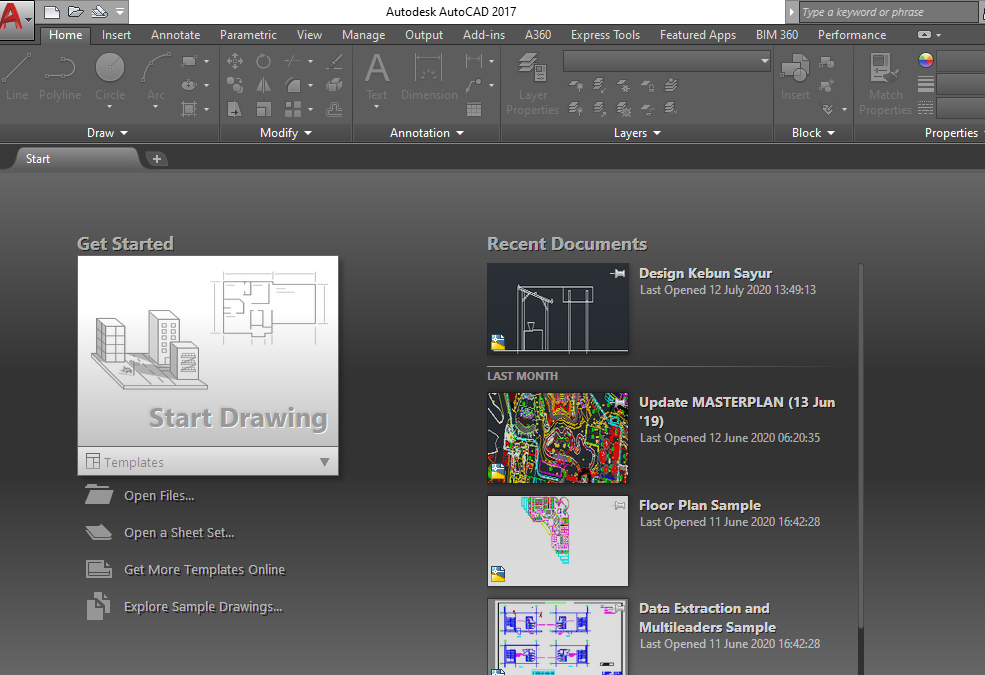 Autodesk AutoCAD 2017
Type a keyword or phrase
Home Insert Annotate Parametric View Manage Output Add-ins A360 Express Tools Featured Apps BIM 360 Performance
Line Polyline Circle Arc Text Dimension Layer Properties Insert Match Properties
Draw Modify Annotation Layers Block Properties
Start
Get Started
Start Drawing
Templates
Open Files...
Open a Sheet Set...
Get More Templates Online
Explore Sample Drawings...
Recent Documents
Design Kebun Sayur
Last Opened 12 July 2020 13:49:13
LAST MONTH
Update MASTERPLAN (13 Jun
'19)
Last Opened 12 June 2020 06:20:35
Floor Plan Sample
Last Opened 11 June 2020 16:42:28
Data Extraction and
Multileaders Sample
Last Opened 11 June 2020 16:42:28